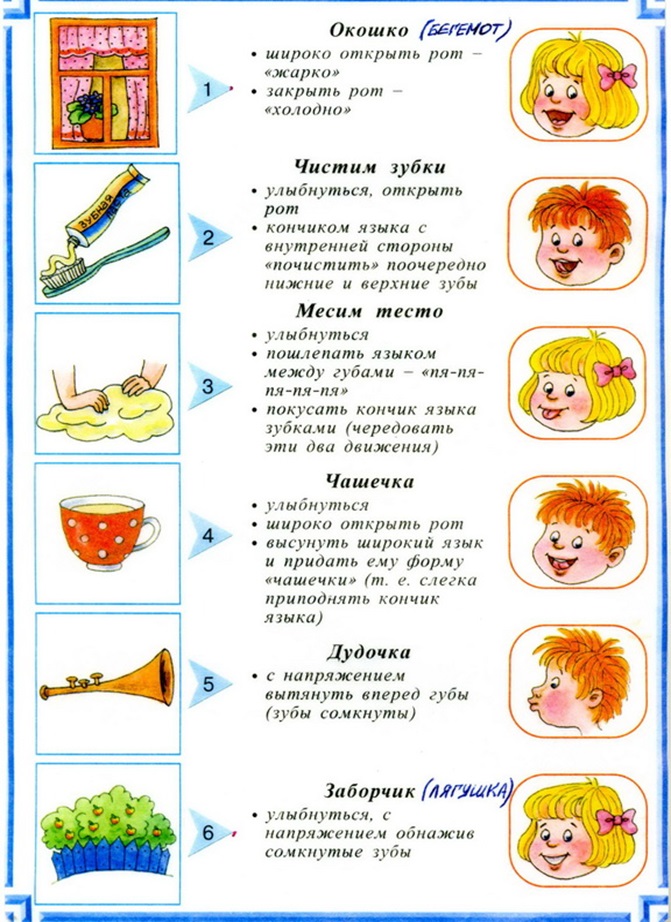 Окошко (БЕГЕМОТ)
• широко открыть рот –
«жарко»
1
• закрыть рот –
«холодно»
Чистим зубки
ЗУБНАЯ
ПАСТА
• улыбнуться, открыть
рот
2
• кончиком языка с
внутренней стороны
«почистить» поочередно
нижние и верхние зубы
Месим тесто
• улыбнуться
• пошлепать языком
между губами – «пя-пя-
пя-пя-пя»
3
• покусать кончик языка
зубками (чередовать
эти два движения)
Чашечка
• улыбнуться
• широко открыть рот
4
• высунуть широкий язык
и придать ему форму
«чашечки» (т. е. слегка
приподнять кончик
языка)
Дудочка
5
• с напряжением
вытянуть вперед губы
(зубы сомкнуты)
Заборчик (ЛЯГУШКА)
6
• улыбнуться, с
напряжением обнажив
сомкнутые зубы